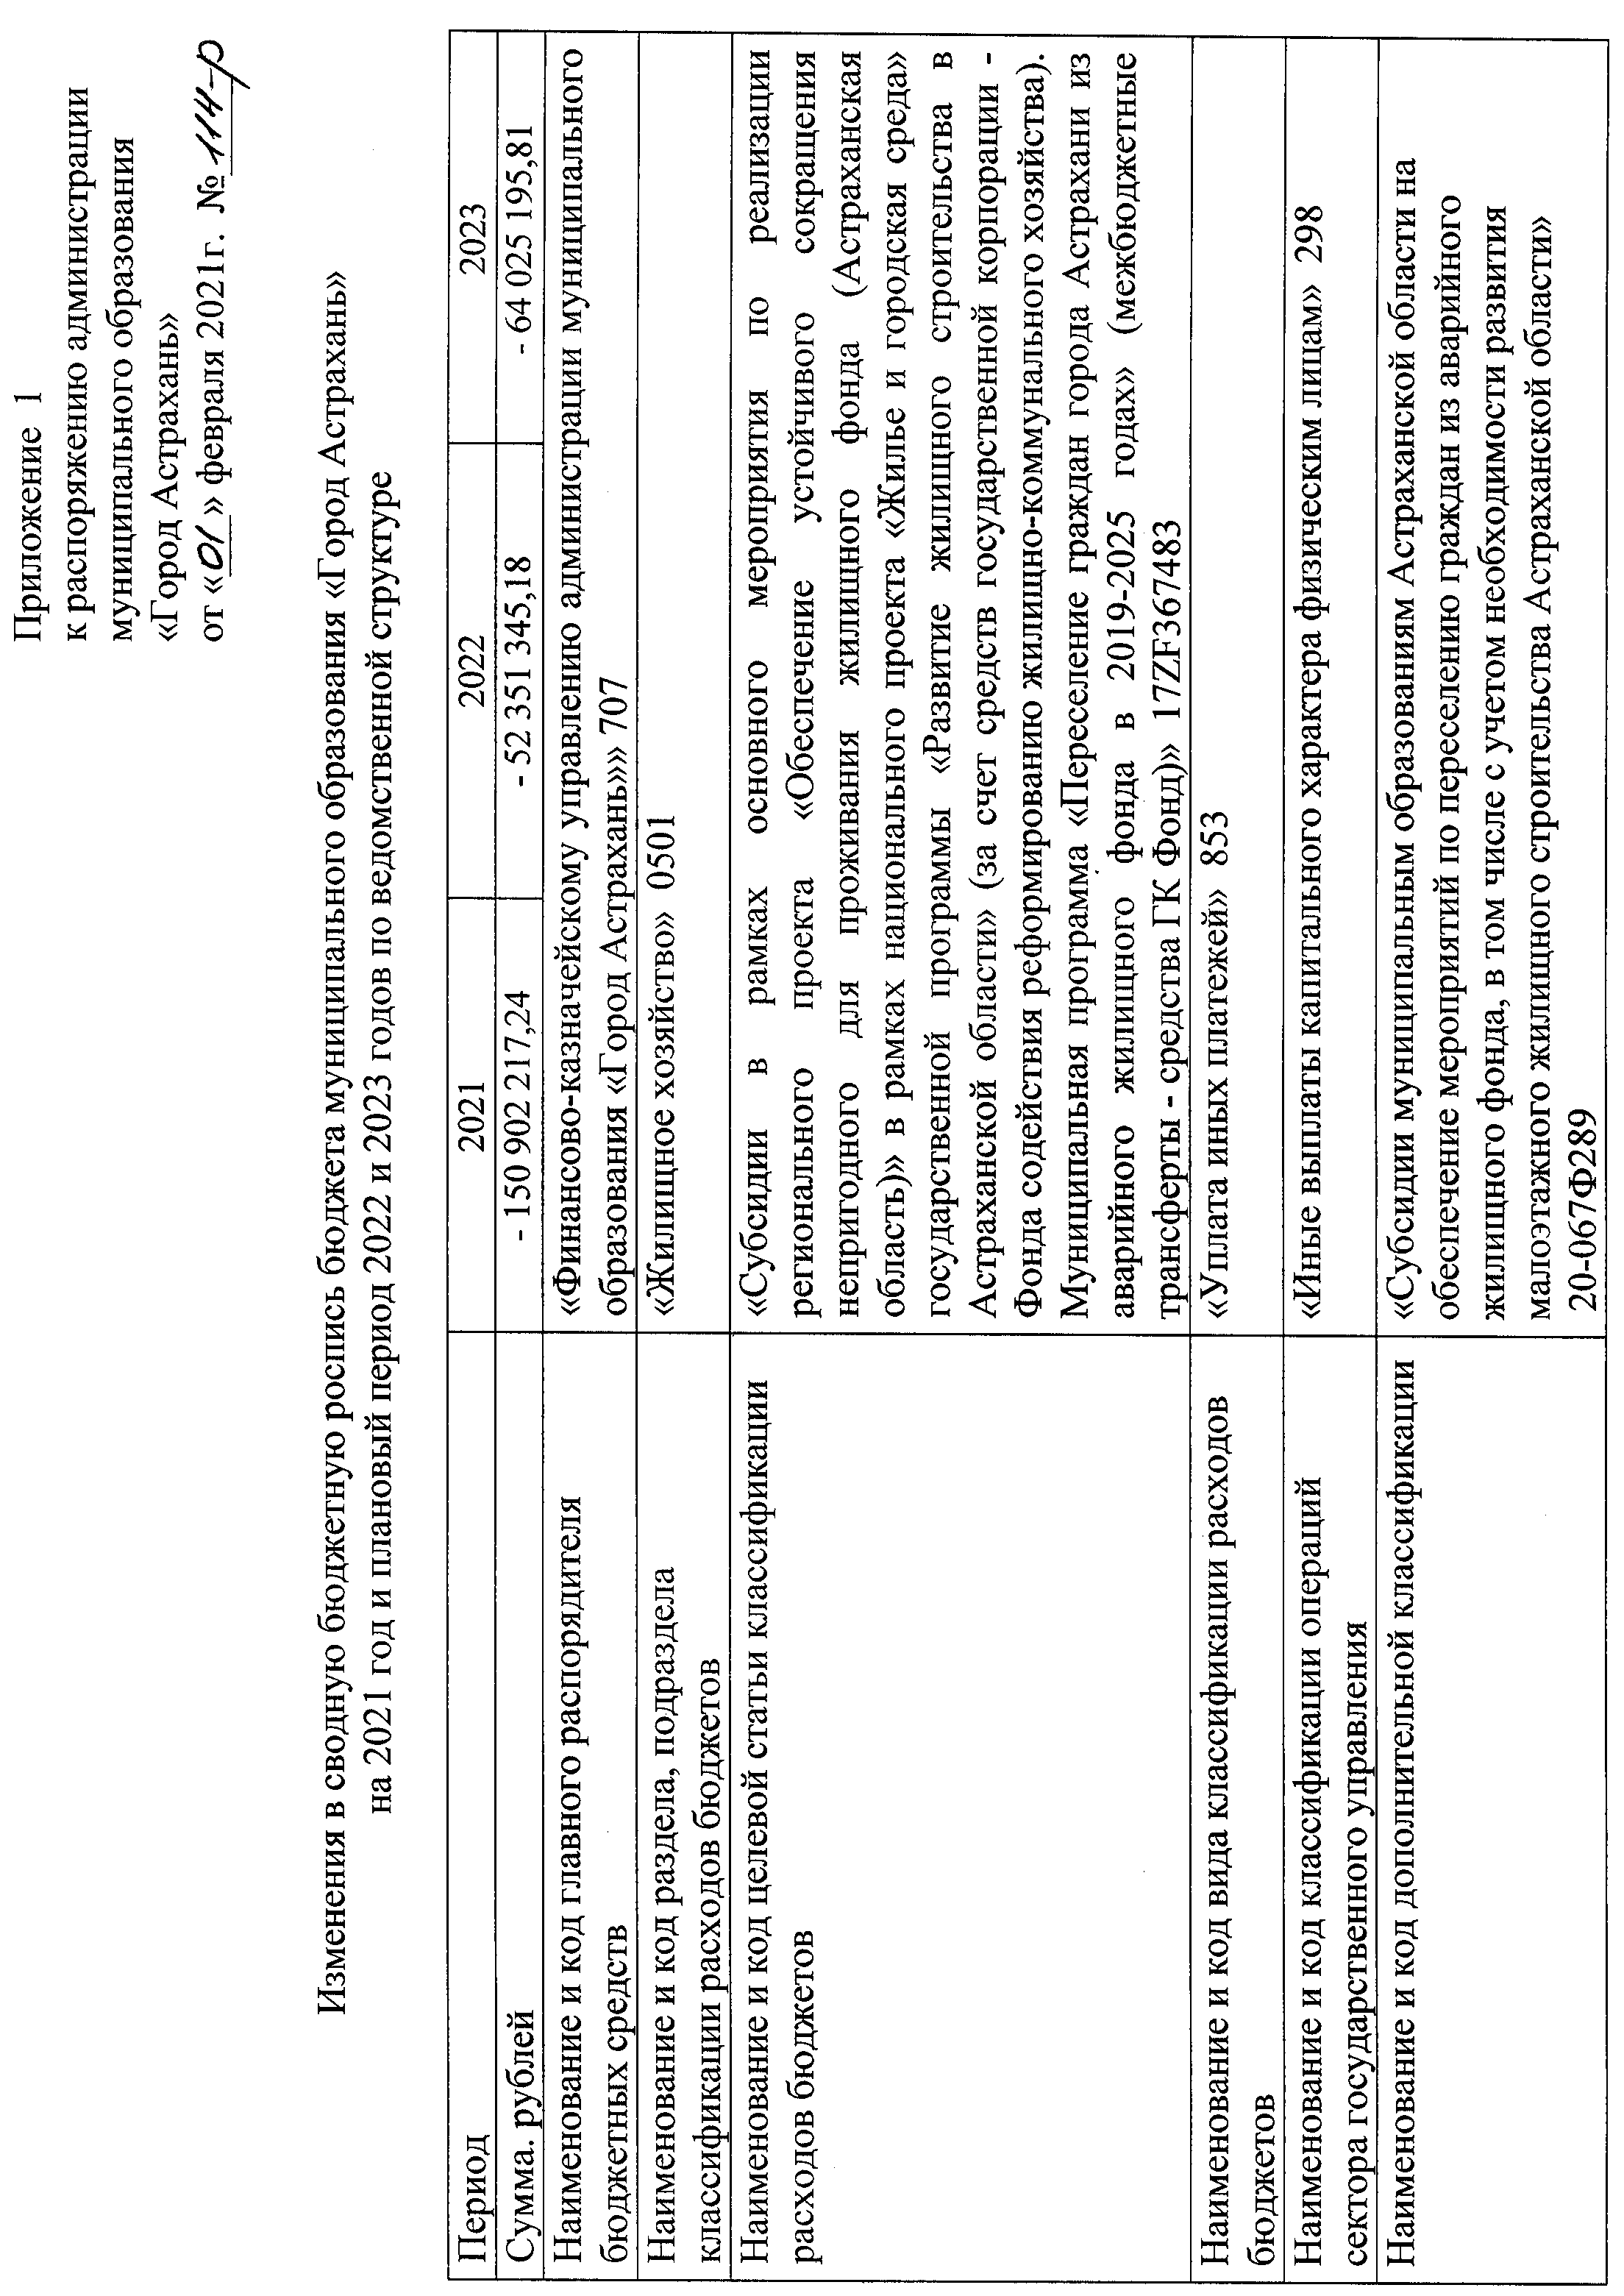 Приложение 1
к распоряжению администрации
муниципального образования
«Город Астрахань»
от «01» февраля 2021г. № 114-р
Изменения в сводную бюджетную роспись бюджета муниципального образования «Город Астрахань»
на 2021 год и плановый период 2022 и 2023 годов по ведомственной структуре
Период 2021 2022 2023
Сумма. рублей - 150 902 217,24 - 52 351 345,18 - 64 025 195,81
Наименование и код главного распорядителя
бюджетных средств
«Финансово-казначейскому управлению администрации муниципального
образования «Город Астрахань»» 707
Наименование и код раздела, подраздела
классификации расходов бюджетов
«Жилищное хозяйство» 0501
Наименование и код целевой статьи классификации
расходов бюджетов
«Субсидии в рамках основного мероприятия по реализации
регионального проекта «Обеспечение устойчивого сокращения
непригодного для проживания жилищного фонда (Астраханская
область)» в рамках национального проекта «Жилье и городская среда»
государственной программы «Развитие жилищного строительства в
Астраханской области» (за счет средств государственной корпорации -
Фонда содействия реформированию жилищно-коммунального хозяйства).
Муниципальная программа «Переселение граждан города Астрахани из
аварийного жилищного фонда в 2019-2025 годах» (межбюджетные
трансферты - средства ГК Фонд)» 17ZF367483
Наименование и код вида классификации расходов
бюджетов
«Уплата иных платежей» 853
Наименование и код классификации операций
сектора государственного управления
«Иные выплаты капитального характера физическим лицам» 298
Наименование и код дополнительной классификации
«Субсидии муниципальным образованиям Астраханской области на
обеспечение мероприятий по переселению граждан из аварийного
жилищного фонда, в том числе с учетом необходимости развития
малоэтажного жилищного строительства Астраханской области»
20-067Ф289